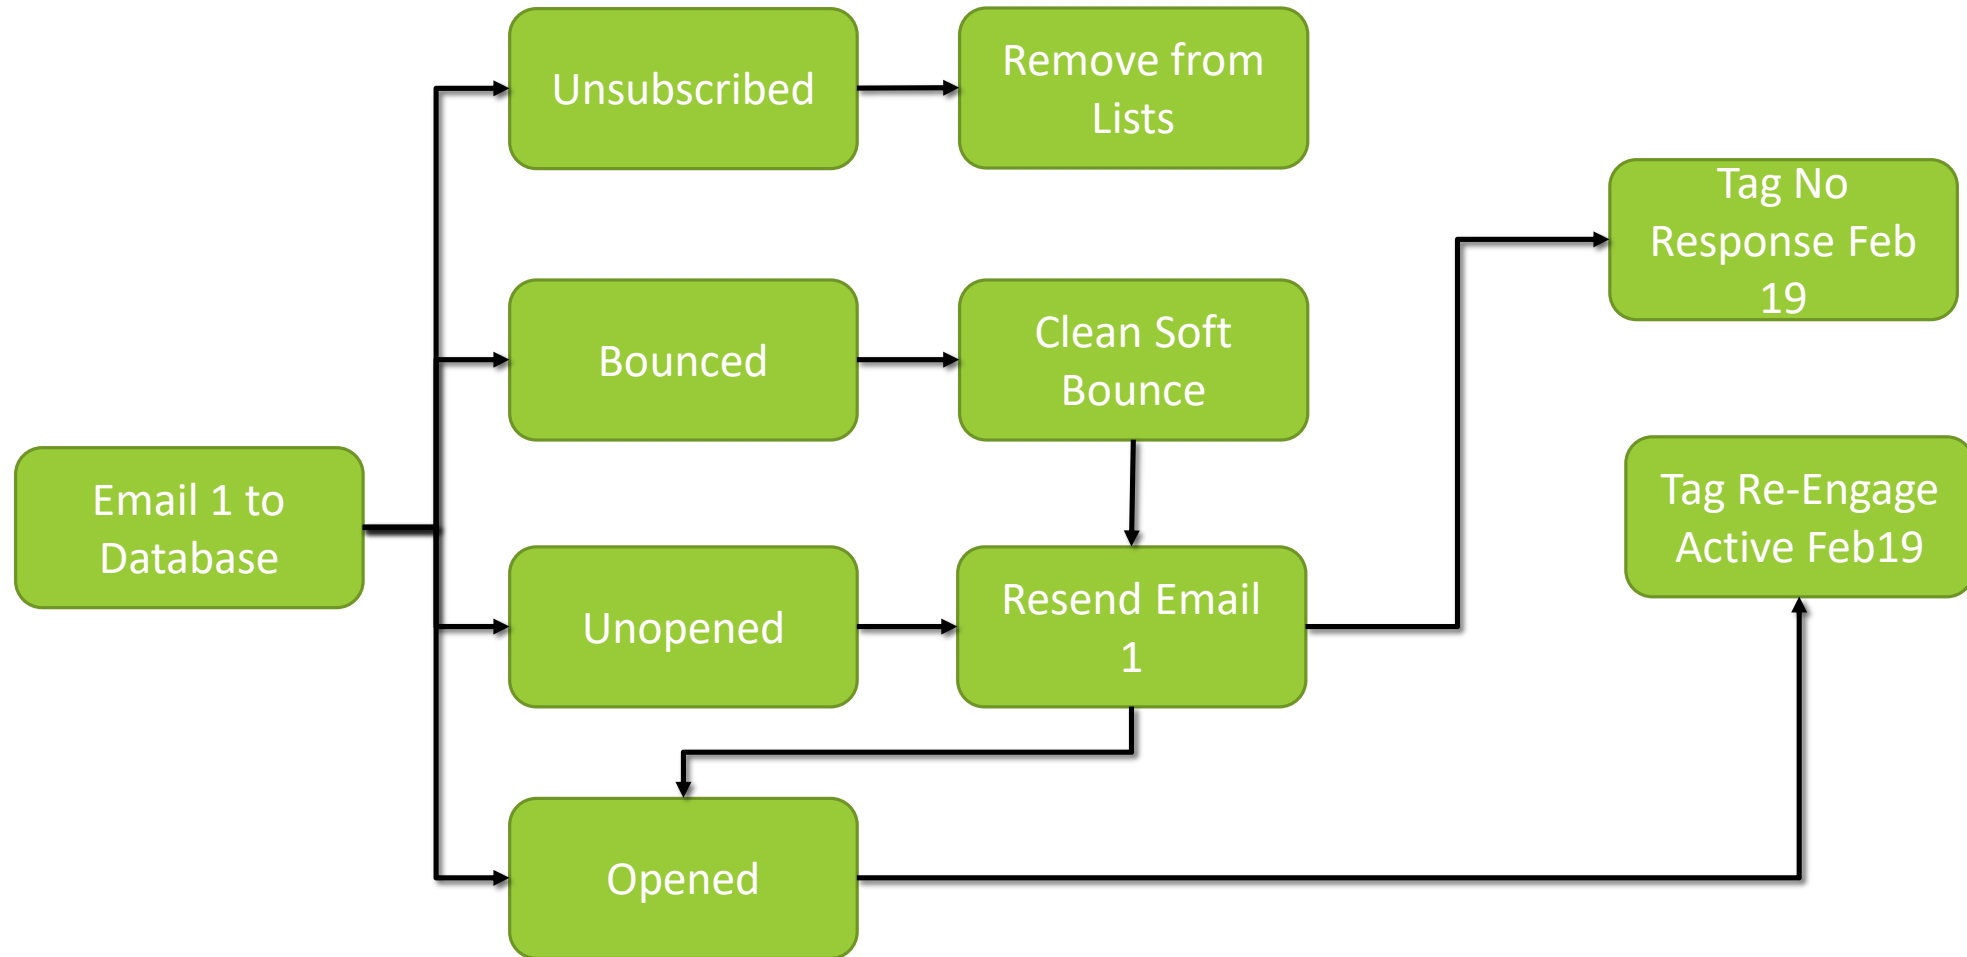 Unsubscribed
Remove from
Lists
Tag No
Response Feb
19
Bounced
Clean Soft
Bounce
Email 1 to
Database
Tag Re-Engage
Active Feb19
Unopened
Resend Email
1
Opened